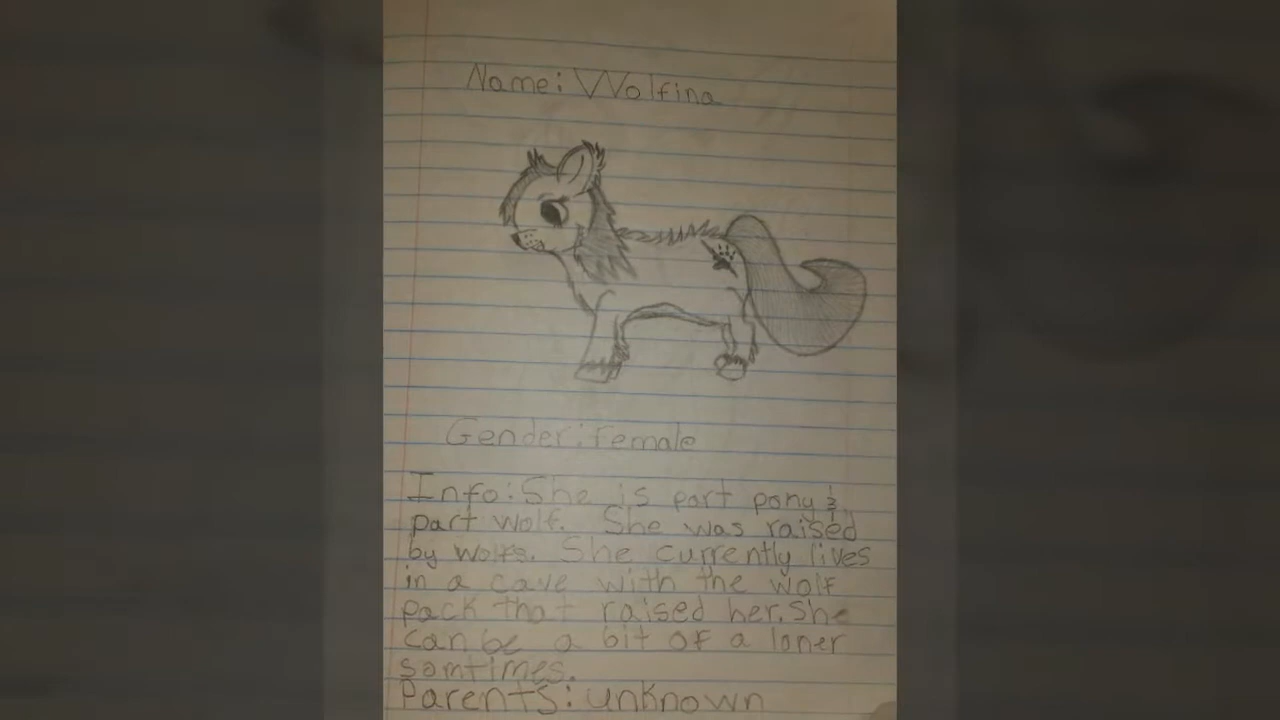 Name: Wolfina
Gender: Female
Info: She is part pony &
part wolf. She was raised
by wolfs. She currently lives
in a cave with the wolf
pack that raised her. She
can be a bit of a loner
somtimes.
Parents: unknown